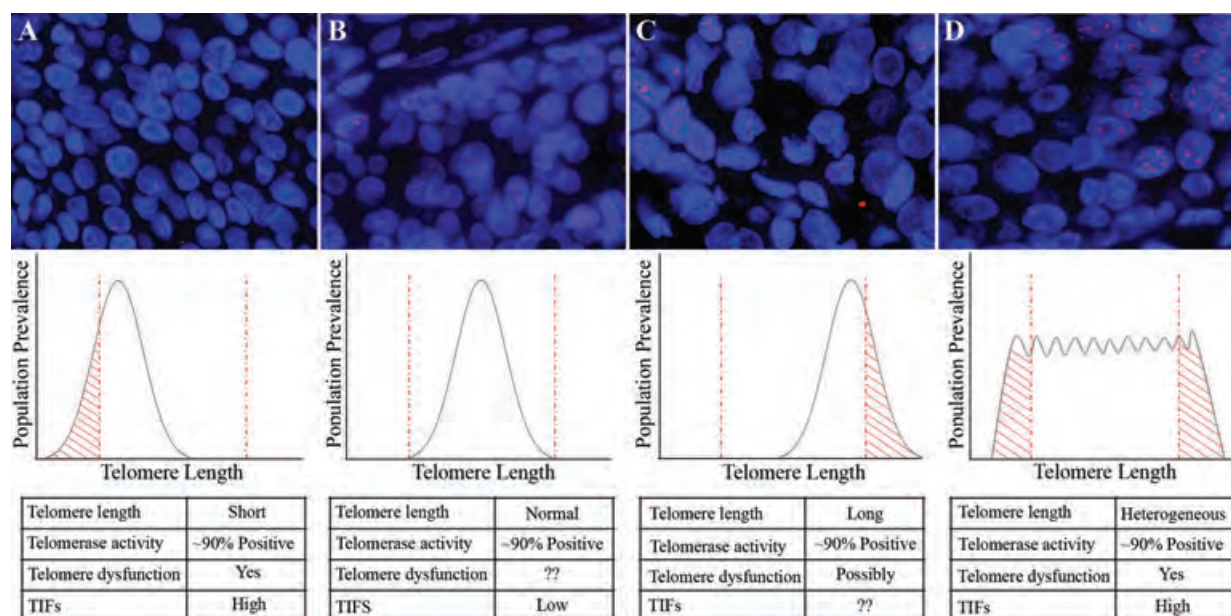 A
B
C
D
Population Prevalence
Telomere Length
Population Prevalence
Telomere Length
Population Prevalence
Telomere Length
Ponulation Prevalence
Telomere Length
Telomere length Short
Telomerase activity ~90% Positive
Telomere dysfunction Yes
TIFs High
Telomere length Normal
Telomerase activity ~90% Positive
Telomere dysfunction ??
TIFS Low
Telomere length Long
Telomerase activity ~90% Positive
Telomere dysfunction Possibly
TIFs ??
Telomere length Heterogeneous
Telomerase activity ~90% Positive
Telomere dysfunction Yes
TIFs High